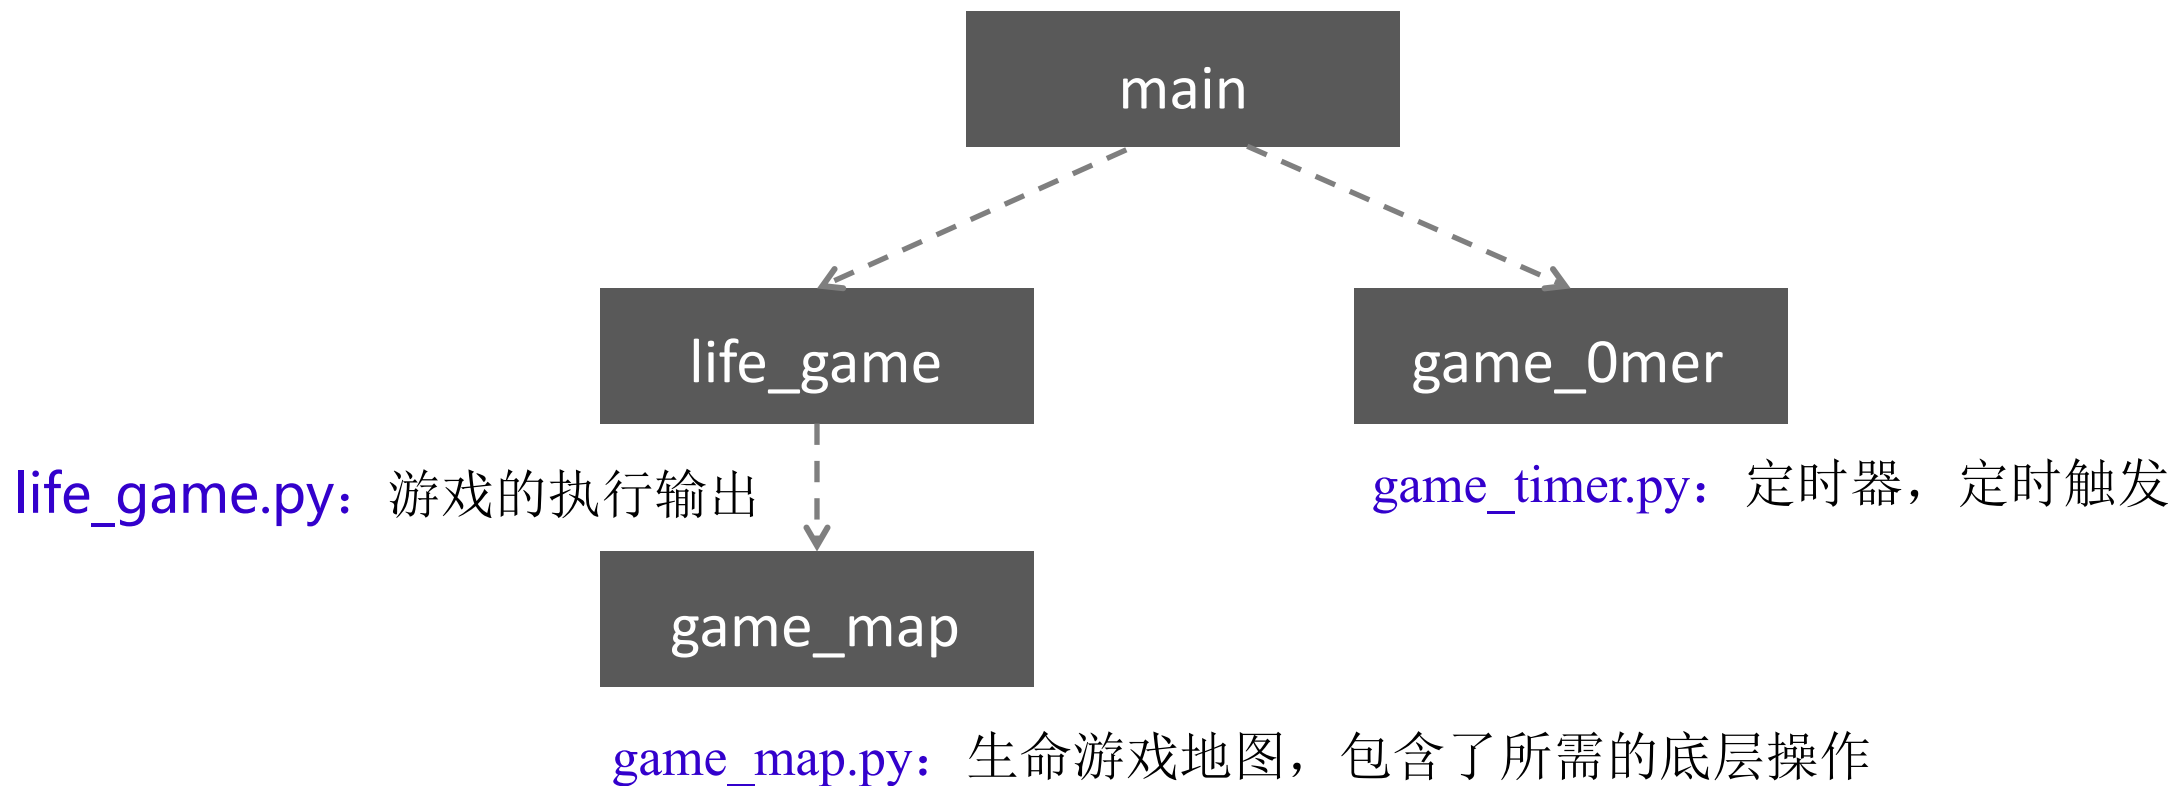 main
life_game
game_0mer
life_game.py：游戏的执行输出
game_timer.py：定时器，定时触发
game_map
game_map.py：生命游戏地图，包含了所需的底层操作